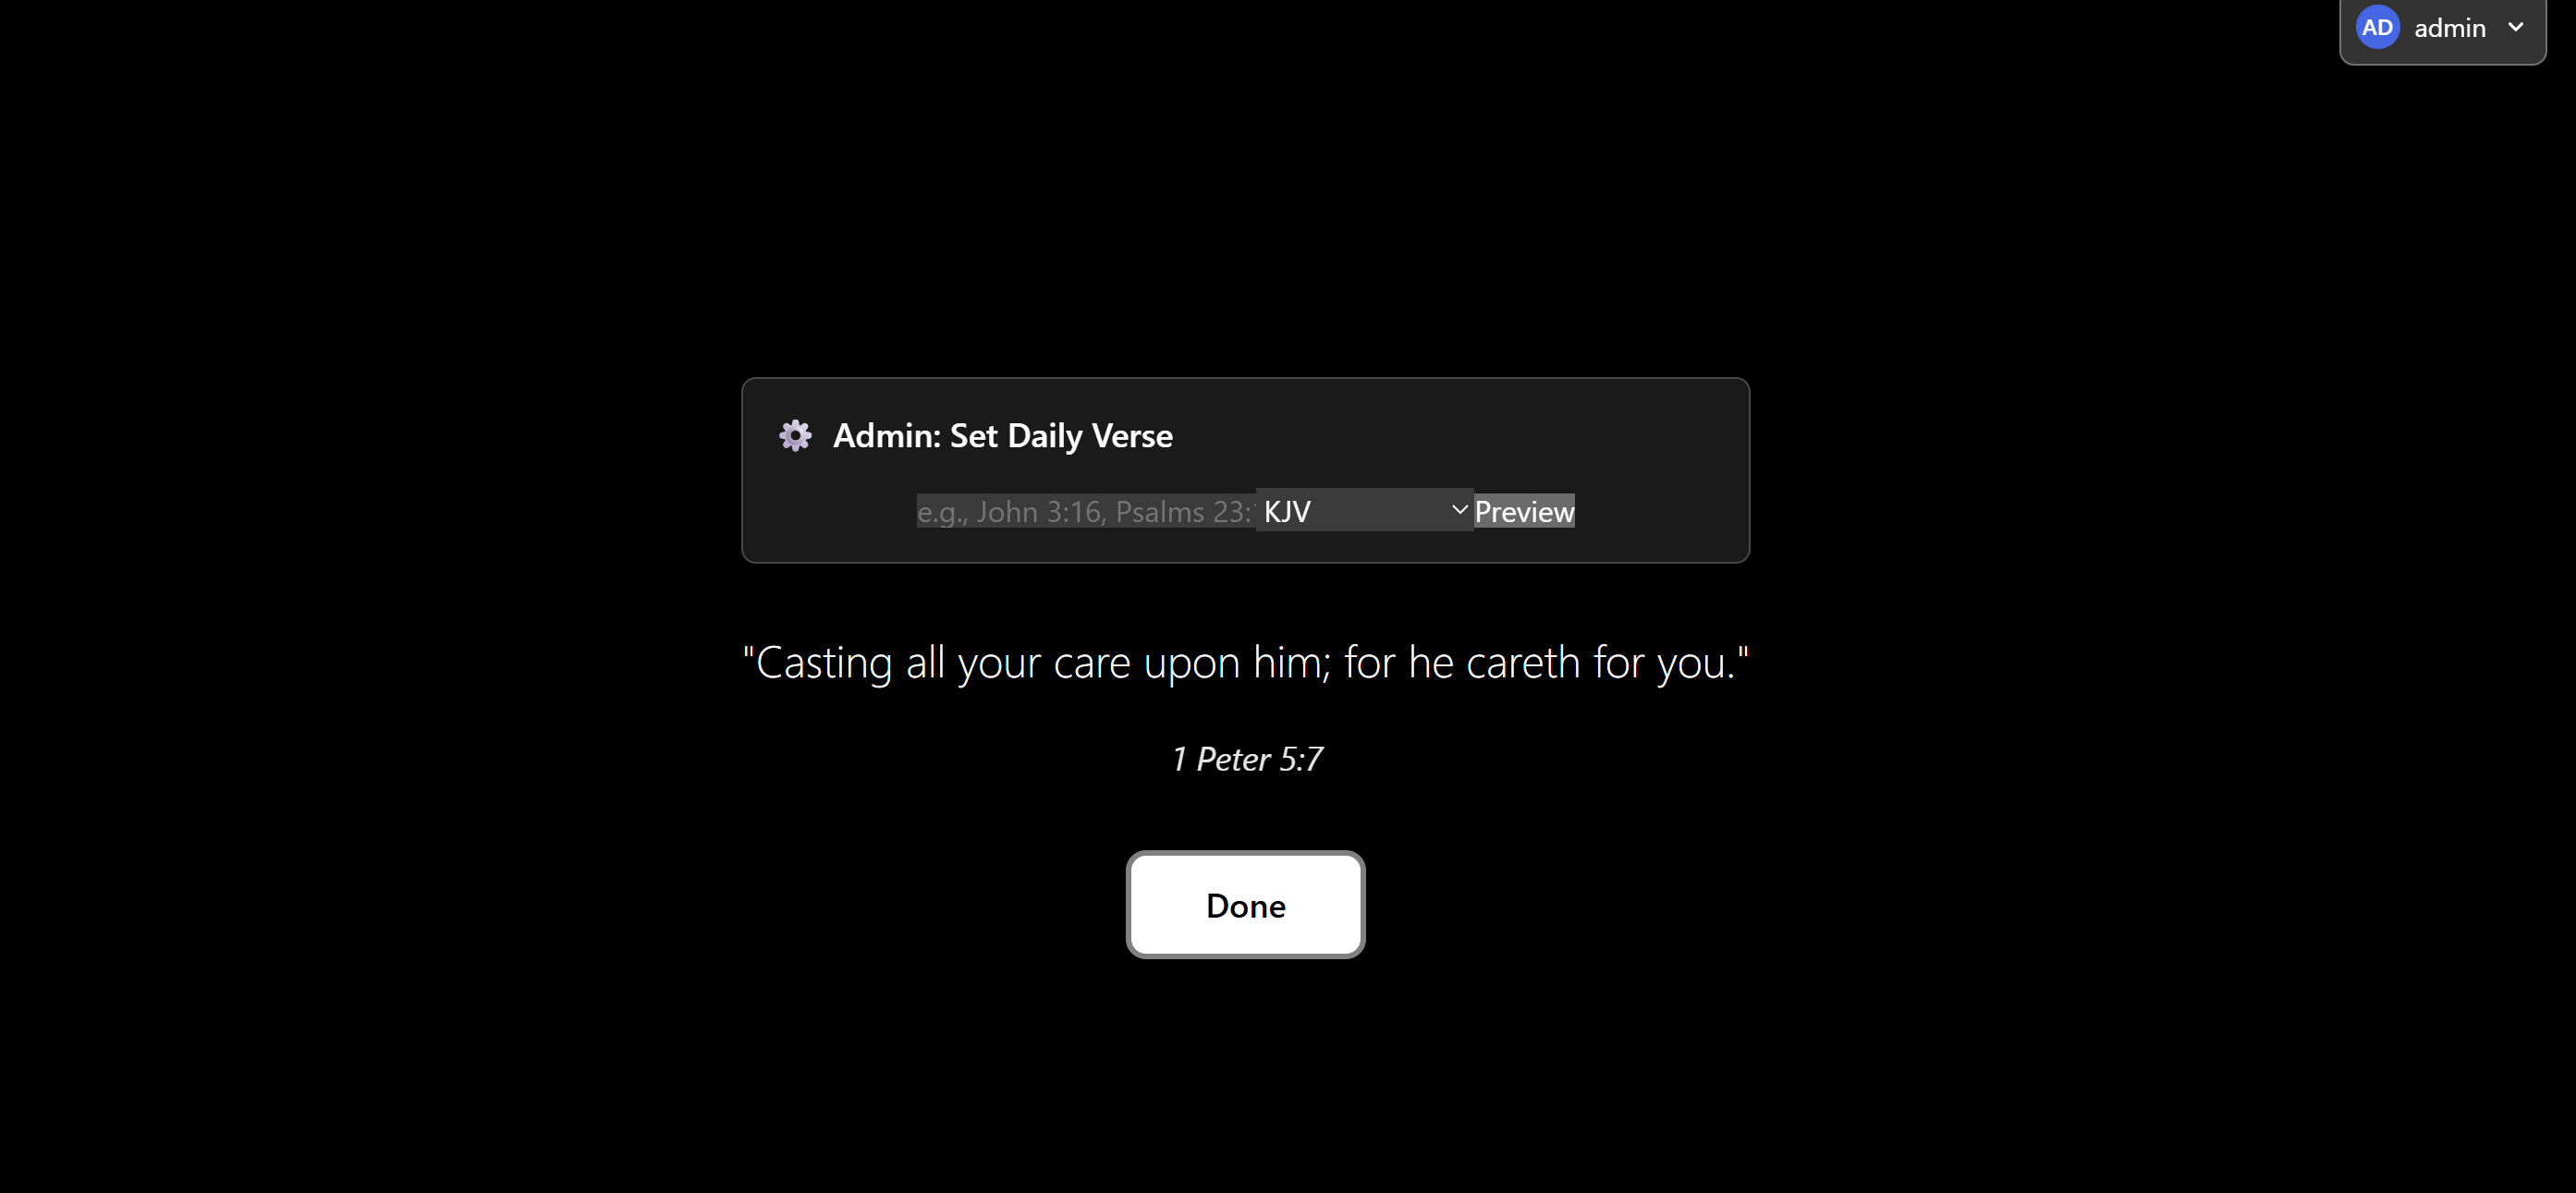 AD admin
Admin: Set Daily Verse
e.g., John 3:16, Psalms 23: KJV Preview
"Casting all your care upon him; for he careth for you."
1 Peter 5:7
Done